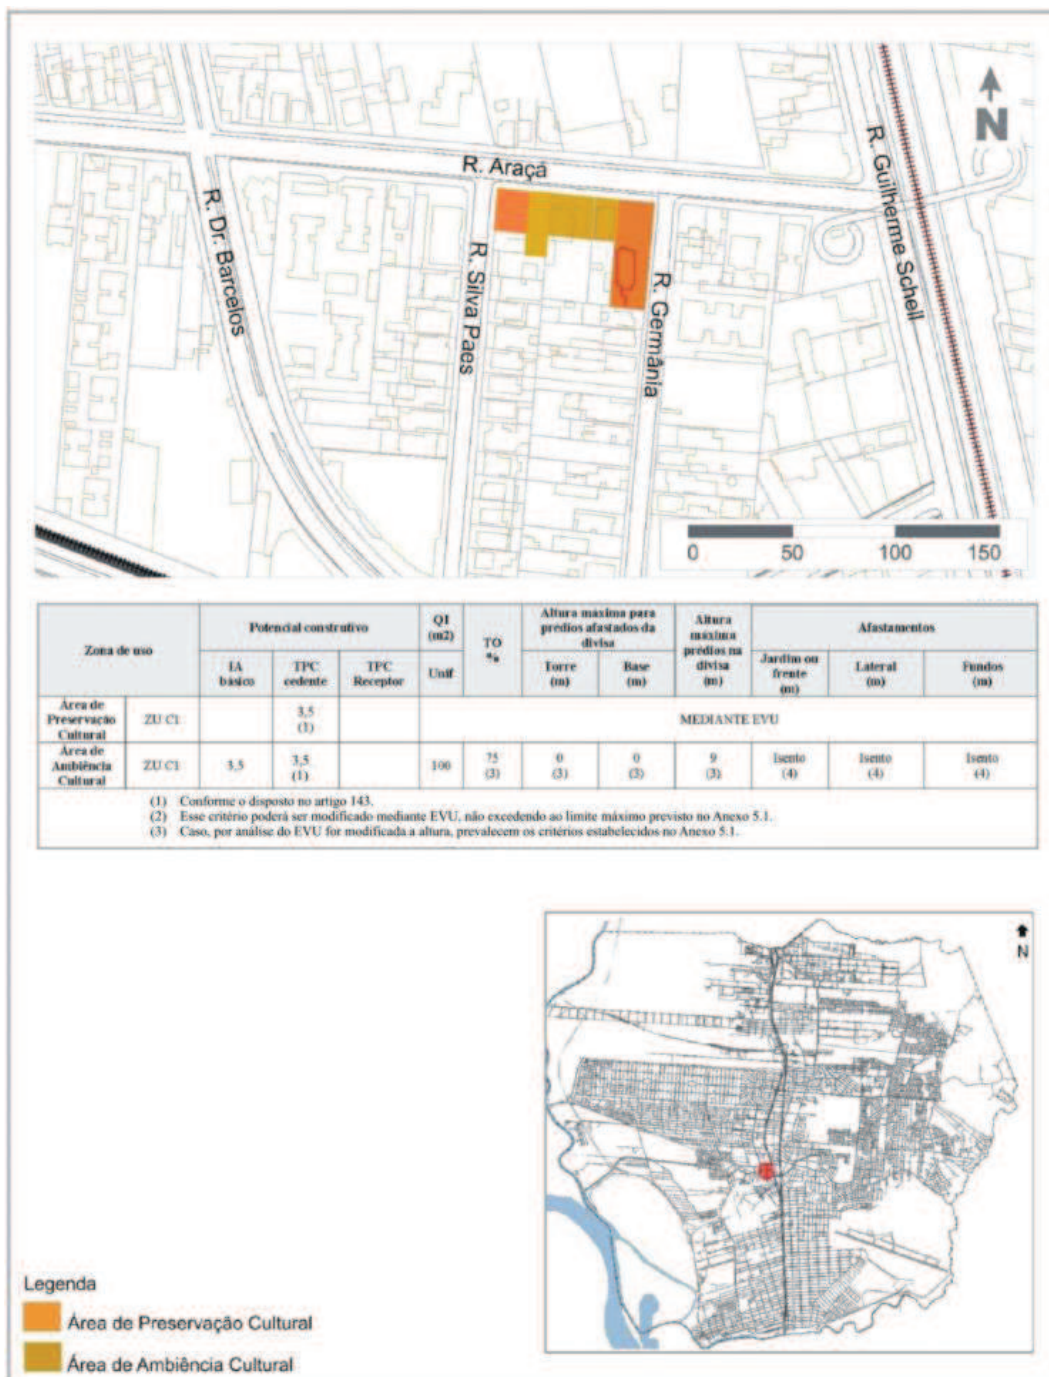 N
R. Araçá
R. Guilherme Schell
R. Dr. Barcelos
R. Silva Paes
R. Germânia
0 50 100 150
Zona de uso
Potencial construtivo
QI (m2)
TO %
Altura máxima para prédios afastados da divisa
Altura máxima prédios na divisa (m)
Afastamentos
IA básico
TPC cedente
TPC Receptor
Unif
Torre (m)
Base (m)
Jardim ou frente (m)
Lateral (m)
Fundos (m)
Área de Preservação Cultural ZU C1 3,5 (1) MEDIANTE EVU
Área de Ambiência Cultural ZU C1 3,5 3,5 (1) 100 75 (3) 0 (3) 0 (3) 9 (3) Isento (4) Isento (4) Isento (4)
(1) Conforme o disposto no artigo 143.
(2) Esse critério poderá ser modificado mediante EVU, não excedendo ao limite máximo previsto no Anexo 5.1.
(3) Caso, por análise do EVU for modificada a altura, prevalecem os critérios estabelecidos no Anexo 5.1.
N
Legenda
Área de Preservação Cultural
Área de Ambiência Cultural